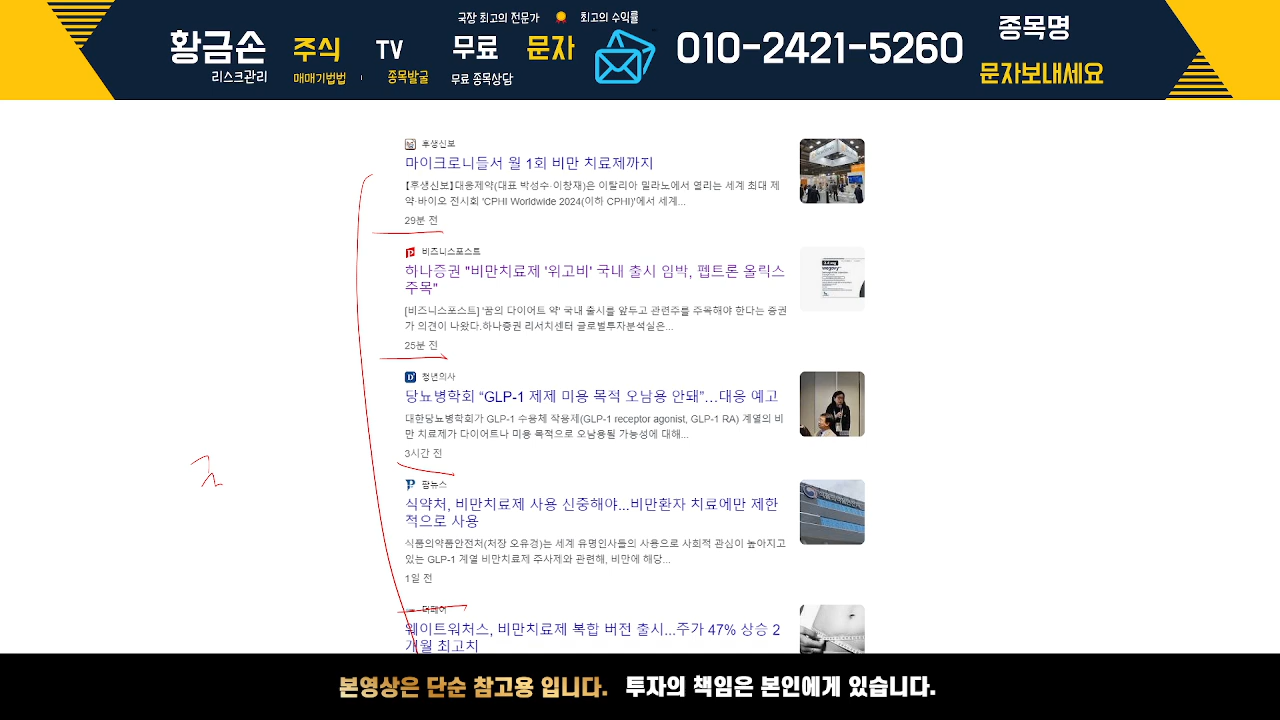 국장 최고의 전문가 최고의 수익률
황금손 주식 TV 무료 문자 010-2421-5260 종목명
리스크관리 매매기법법 종목발굴 무료 종목상담 문자보내세요
후생신보
마이크로니들서 월 1회 비만 치료제까지
【후생신보】대웅제약(대표 박성수·이창재)은 이탈리아 밀라노에서 열리는 세계 최대 제
약·바이오 전시회 'CPHI Worldwide 2024(이하 CPHI)'에서 세계...
29분 전
비즈니스포스트
하나증권 "비만치료제 '위고비' 국내 출시 임박, 펩트론 올릭스
주목"
[비즈니스포스트] '꿈의 다이어트 약' 국내 출시를 앞두고 관련주를 주목해야 한다는 증권
가 의견이 나왔다.하나증권 리서치센터 글로벌투자분석실은...
25분 전
청년의사
당뇨병학회 “GLP-1 제제 미용 목적 오남용 안돼”…대응 예고
대한당뇨병학회가 GLP-1 수용체 작용제(GLP-1 receptor agonist, GLP-1 RA) 계열의 비
만 치료제가 다이어트나 미용 목적으로 오남용될 가능성에 대해...
3시간 전
팜뉴스
식약처, 비만치료제 사용 신중해야...비만환자 치료에만 제한
적으로 사용
식품의약품안전처(처장 오유경)는 세계 유명인사들의 사용으로 사회적 관심이 높아지고
있는 GLP-1 계열 비만치료제 주사제와 관련해, 비만에 해당...
1일 전
웨이트워처스, 비만치료제 복합 버전 출시...주가 47% 상승 2
개월 최고치
본영상은 단순 참고용 입니다. 투자의 책임은 본인에게 있습니다.